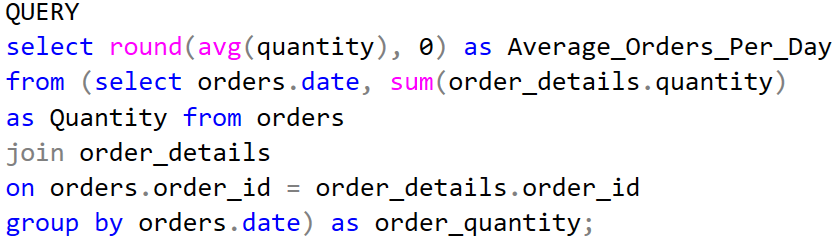 QUERY
select round(avg(quantity), 0) as Average_Orders_Per_Day
from (select orders.date, sum(order_details.quantity)
as Quantity from orders
join order_details
on orders.order_id = order_details.order_id
group by orders.date) as order_quantity;